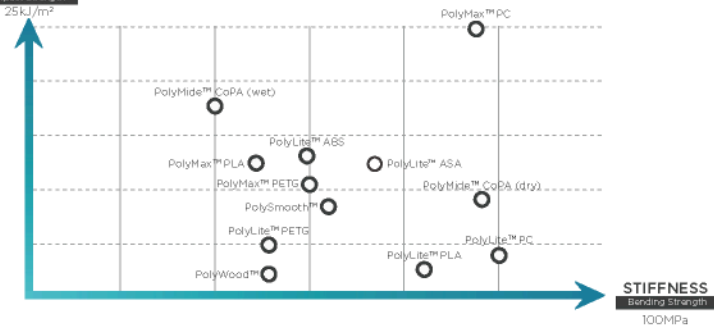 25kJ/m²
PolyMax™ PC
PolyMide™ CoPA (wet)
PolyLite™ ABS
PolyMax™ PLA
PolyLite™ ASA
PolyMax™ PETG
PolyMide™ CoPA (dry)
PolySmooth™
PolyLite™ PETG
PolyLite™ PC
PolyLite™ PLA
PolyWood™
STIFFNESS
Bending Strength
100MPa